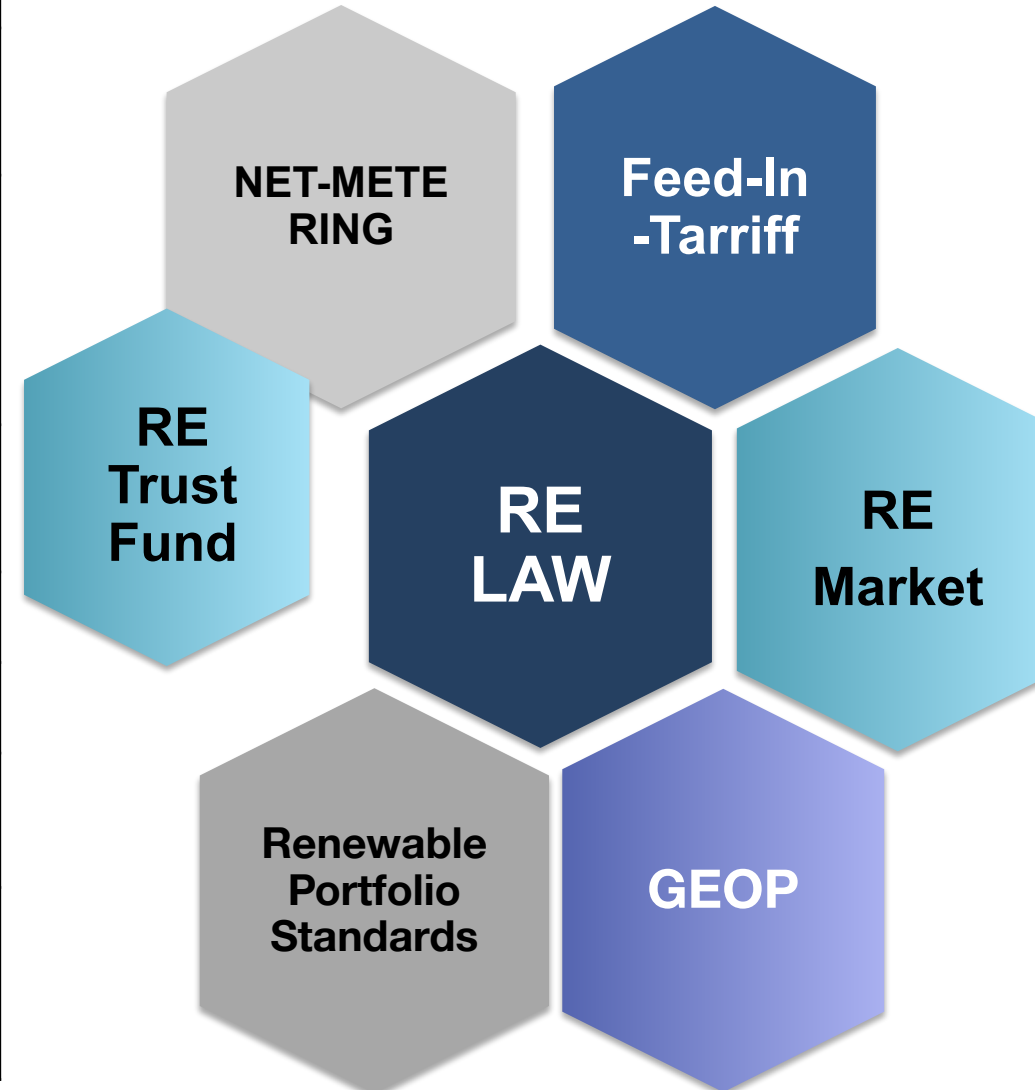 NET-METE
RING
Feed-In
-Tarriff
RE
Trust
Fund
RE
LAW
RE
Market
Renewable
Portfolio
Standards
GEOP